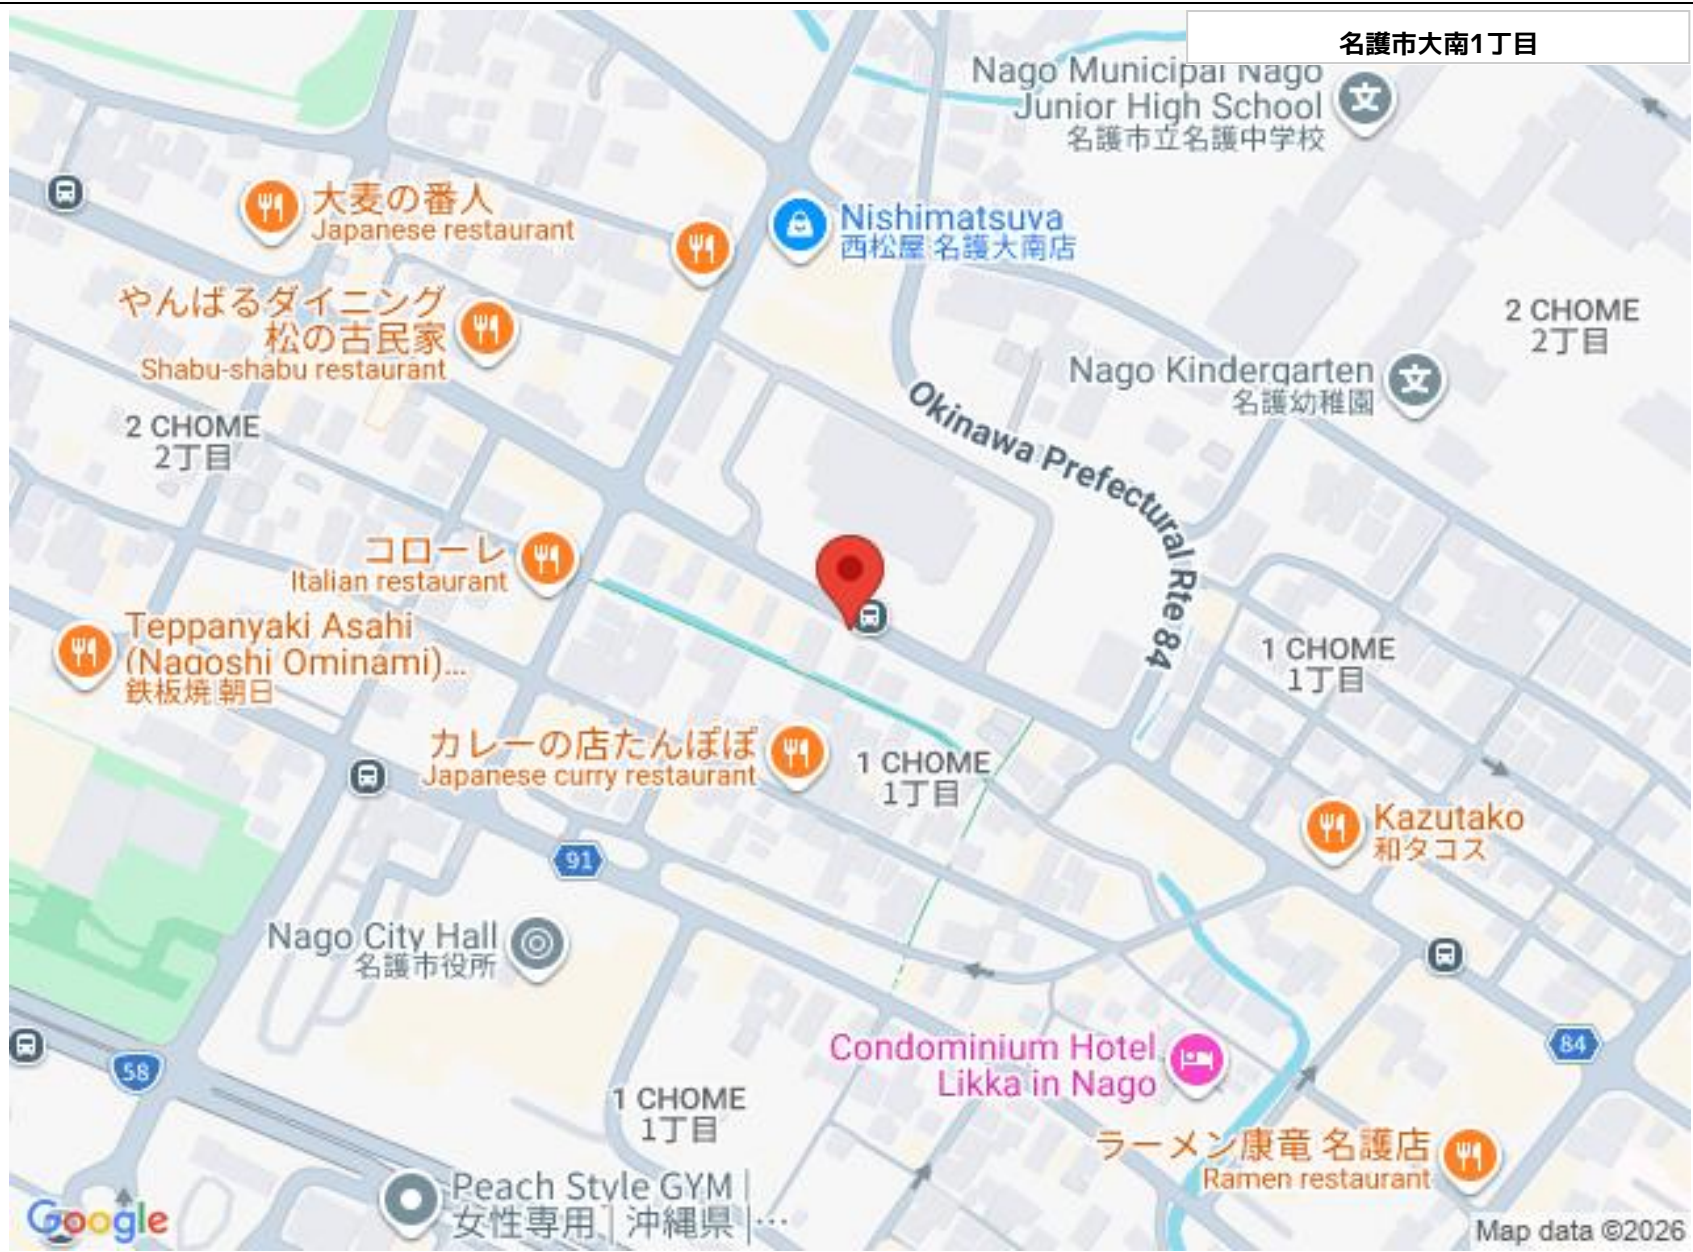 名護市大南1丁目
Nago Municipal Nago
Junior High School
名護市立名護中学校
大麦の番人
Japanese restaurant
Nishimatsuya
西松屋 名護大南店
やんばるダイニング
松の古民家
Shabu-shabu restaurant
2 CHOME
2丁目
Nago Kindergarten
名護幼稚園
2 CHOME
2丁目
Okinawa Prefectural Rte 84
コローレ
Italian restaurant
Teppanyaki Asahi
(Nagoshi Ominami)...
鉄板焼 朝日
1 CHOME
1丁目
カレーの店たんぽぽ
Japanese curry restaurant
1 CHOME
1丁目
Kazutako
和タコス
91
Nago City Hall
名護市役所
58
84
Condominium Hotel
Likka in Nago
1 CHOME
1丁目
ラーメン康竜 名護店
Ramen restaurant
Peach Style GYM |
女性専用 | 沖縄県 |...
Google
Map data ©2026